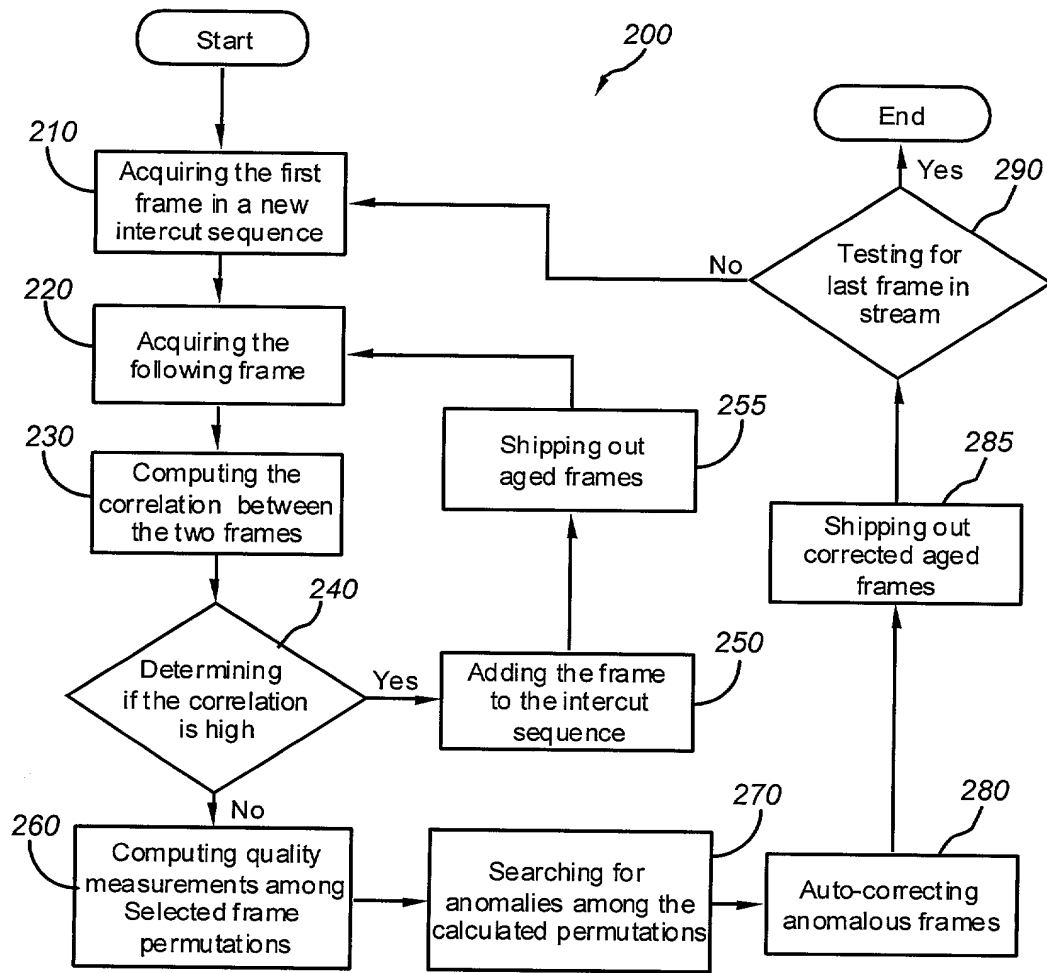 Start
200
End
210
Acquiring the first
frame in a new
intercut sequence
Yes
290
Testing for
last frame in
stream
No
220
Acquiring the
following frame
255
Shipping out
aged frames
230
Computing the
correlation between
the two frames
285
Shipping out
corrected aged
frames
240
Determining
if the correlation
is high
Yes
250
Adding the frame
to the intercut
sequence
No
260
Computing quality
measurements among
Selected frame
permutations
270
Searching for
anomalies among the
calculated permutations
280
Auto-correcting
anomalous frames